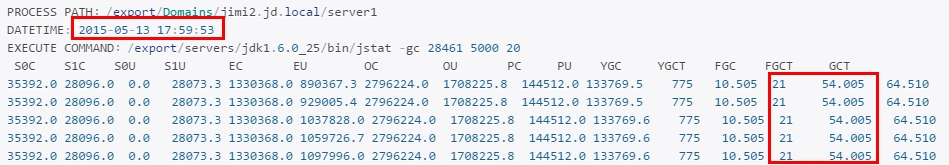 PROCESS PATH: /export/Domains/jimi2.jd.local/server1
DATETIME: 2015-05-13 17:59:53
EXECUTE COMMAND: /export/servers/jdk1.6.0_25/bin/jstat -gc 28461 5000 20
S0C S1C S0U S1U EC EU OC OU PC PU YGC YGCT FGC FGCT GCT
35392.0 28096.0 0.0 28073.3 1330368.0 890367.3 2796224.0 1708225.8 144512.0 133769.5 775 10.505 21 54.005 64.510
35392.0 28096.0 0.0 28073.3 1330368.0 929005.4 2796224.0 1708225.8 144512.0 133769.5 775 10.505 21 54.005 64.510
35392.0 28096.0 0.0 28073.3 1330368.0 1037828.0 2796224.0 1708225.8 144512.0 133769.6 775 10.505 21 54.005 64.510
35392.0 28096.0 0.0 28073.3 1330368.0 1059726.7 2796224.0 1708225.8 144512.0 133769.6 775 10.505 21 54.005 64.510
35392.0 28096.0 0.0 28073.3 1330368.0 1097996.0 2796224.0 1708225.8 144512.0 133769.6 775 10.505 21 54.005 64.510